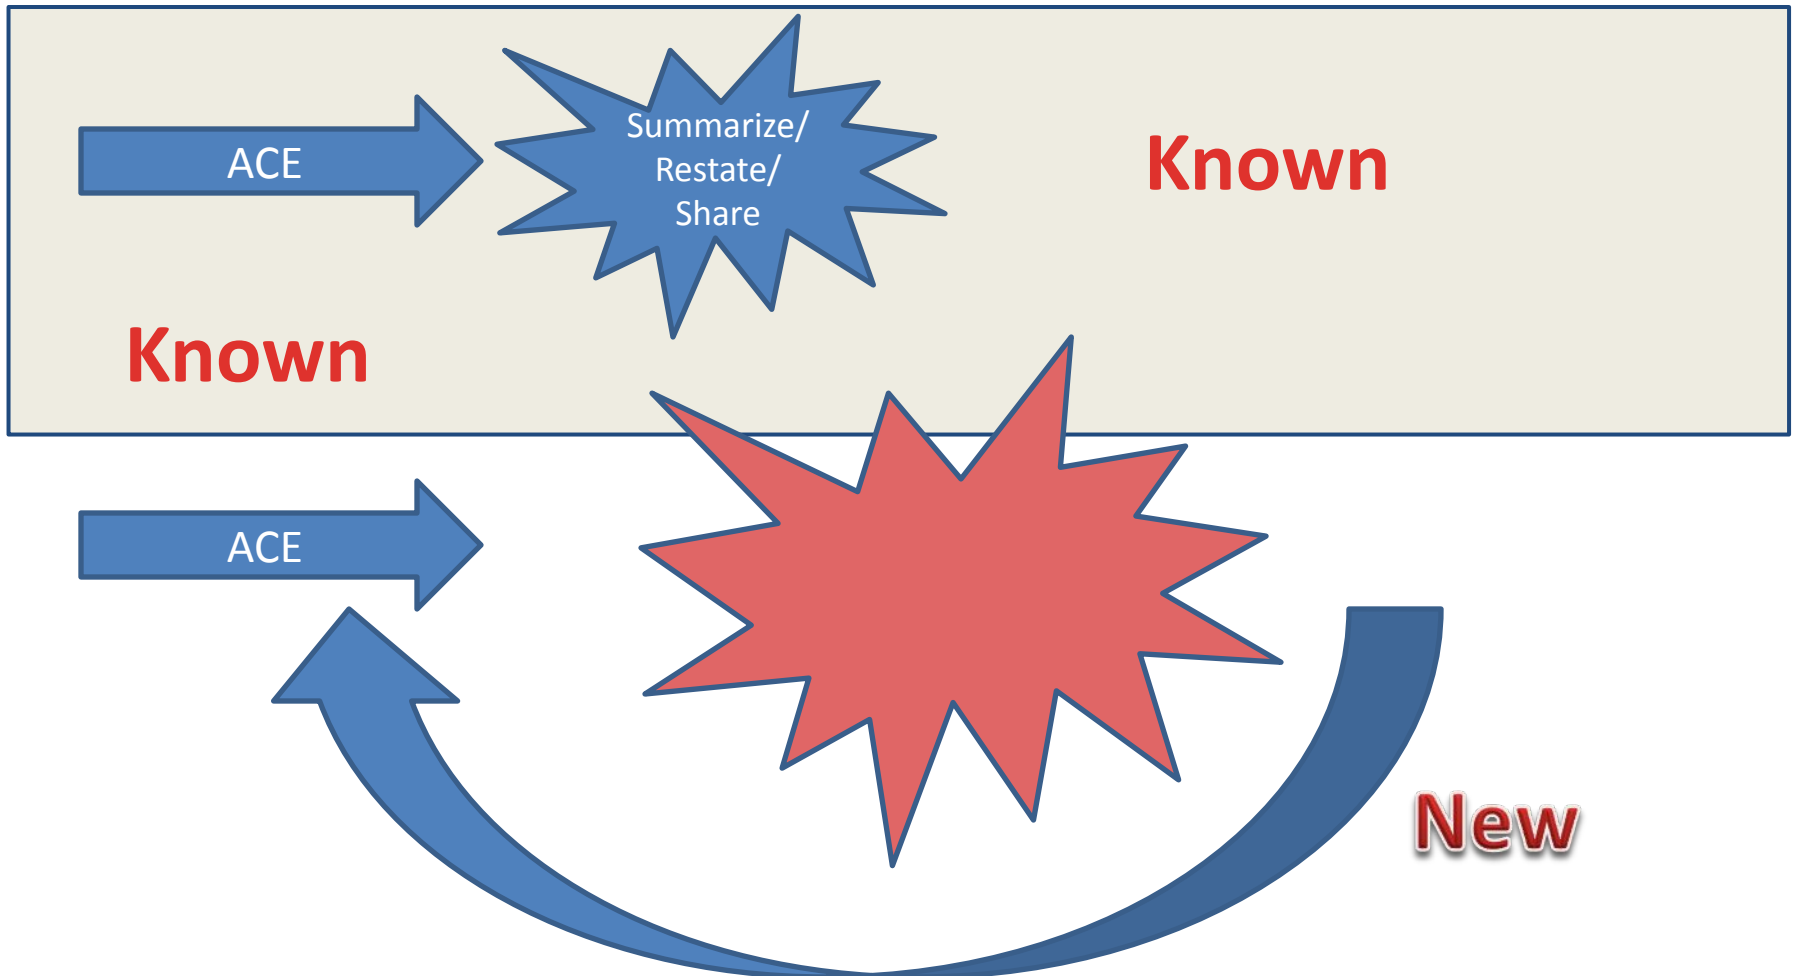 ACE
Summarize/
Restate/
Share
Known
Known
ACE
New